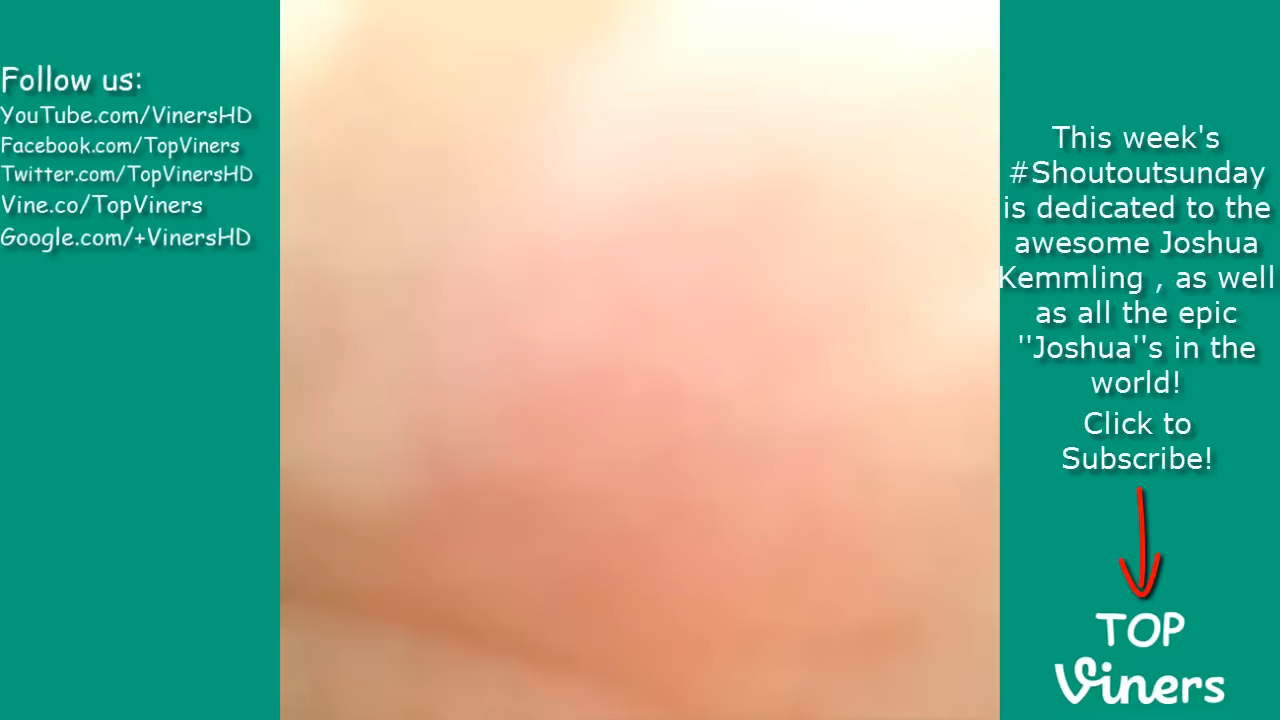 Follow us:
YouTube.com/VinersHD
Facebook.com/TopViners
Twitter.com/TopVinersHD
Vine.co/TopViners
Google.com/+VinersHD
This week's
#Shoutoutsunday
is dedicated to the
awesome Joshua
Kemmling , as well
as all the epic
''Joshua''s in the
world!
Click to
Subscribe!
TOP
Viners